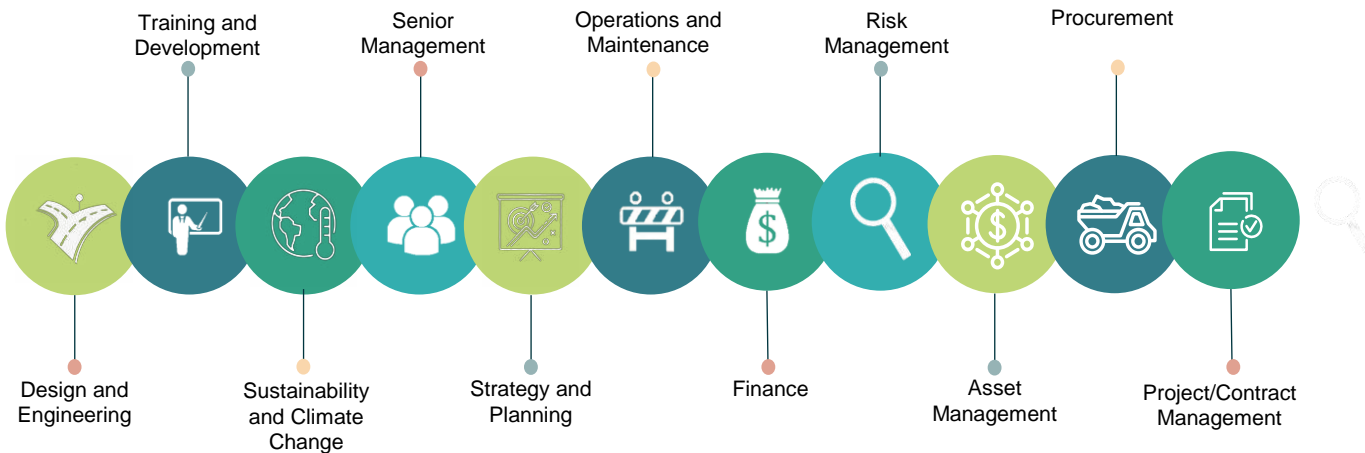 Training and
Development
Senior
Management
Operations and
Maintenance
Risk
Management
Procurement
$
$
Design and
Engineering
Sustainability
and Climate
Change
Strategy and
Planning
Finance
Asset
Management
Project/Contract
Management